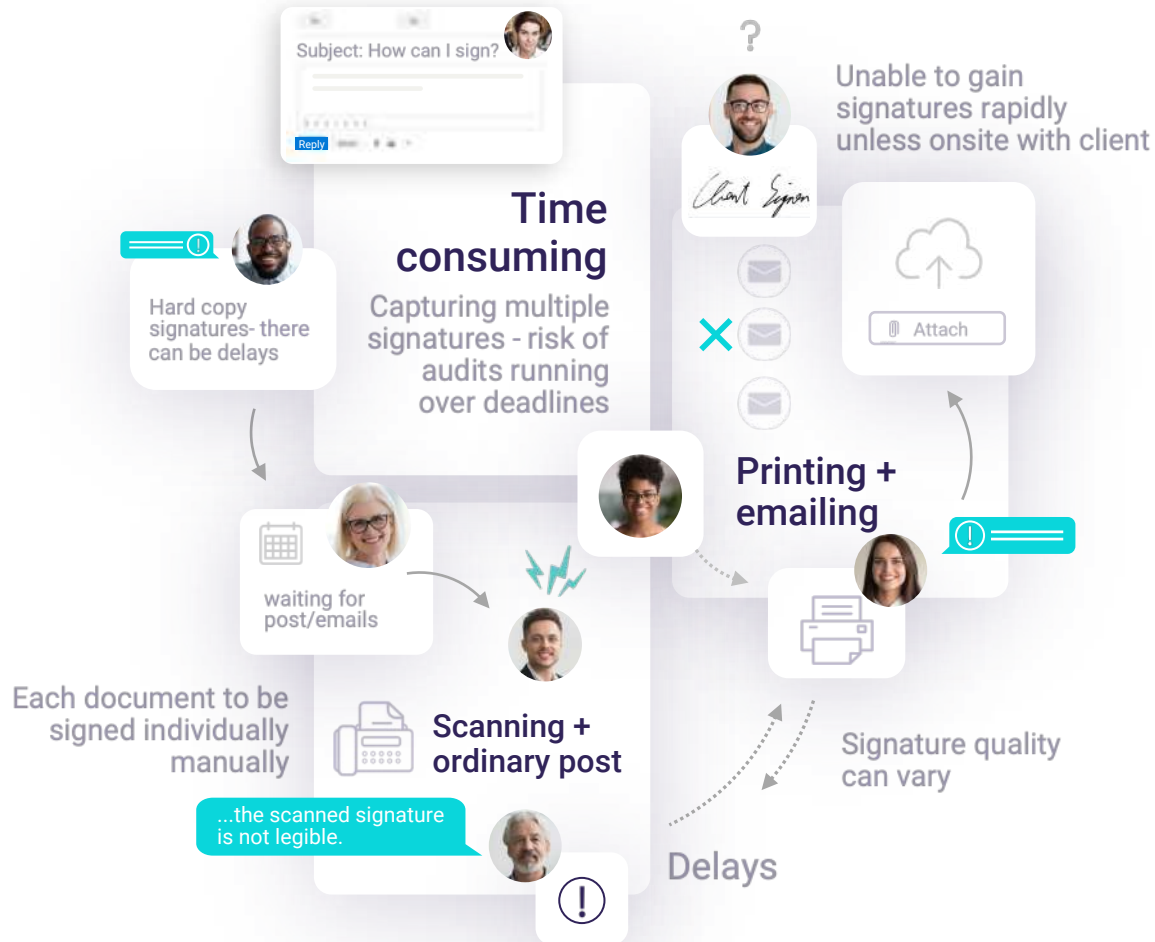 Subject: How can I sign?
Reply
?
Unable to gain
signatures rapidly
unless onsite with client
Client
Time
consuming
Capturing multiple
signatures - risk of
audits running
over deadlines
Hard copy
signatures- there
can be delays
Attach
Printing +
emailing
waiting for
post/emails
Each document to be
signed individually
manually
Scanning +
ordinary post
Signature quality
can vary
...the scanned signature
is not legible.
Delays